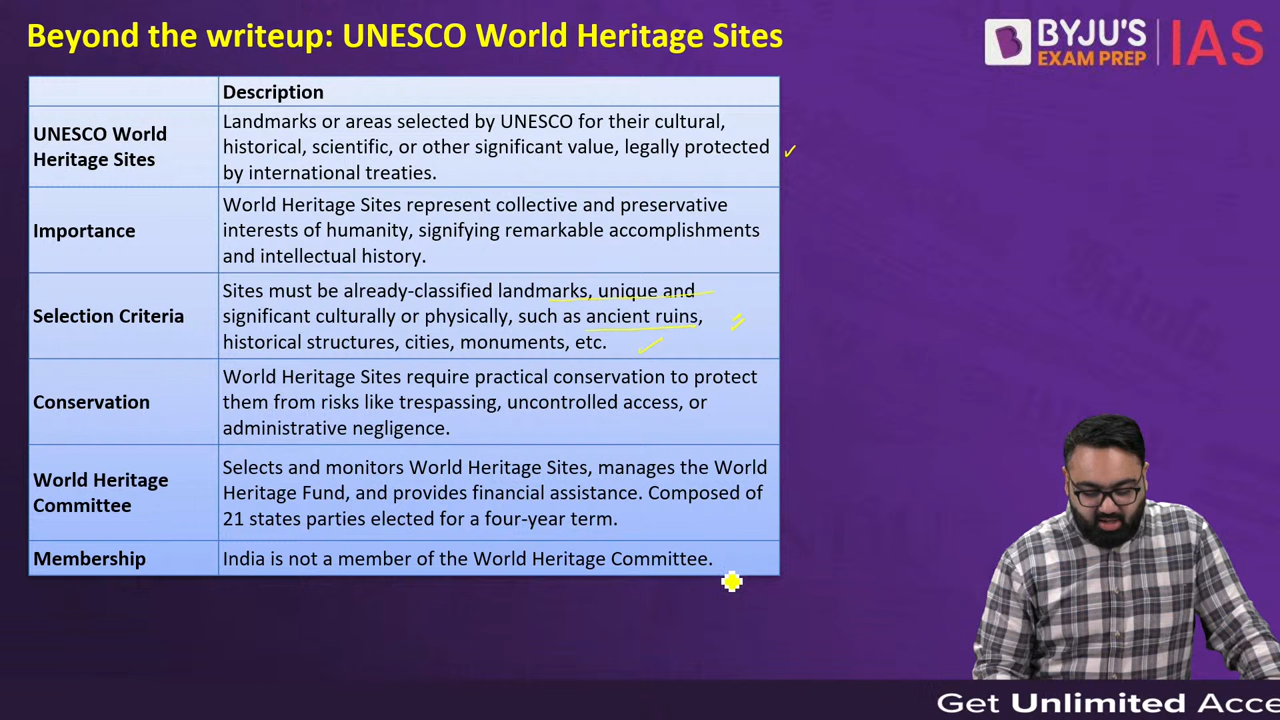 Beyond the writeup: UNESCO World Heritage Sites
BYJU'S
EXAM PREP
IAS
Description
UNESCO World
Heritage Sites
Landmarks or areas selected by UNESCO for their cultural,
historical, scientific, or other significant value, legally protected
by international treaties.
Importance
World Heritage Sites represent collective and preservative
interests of humanity, signifying remarkable accomplishments
and intellectual history.
Selection Criteria
Sites must be already-classified landmarks, unique and
significant culturally or physically, such as ancient ruins,
historical structures, cities, monuments, etc.
Conservation
World Heritage Sites require practical conservation to protect
them from risks like trespassing, uncontrolled access, or
administrative negligence.
World Heritage
Committee
Selects and monitors World Heritage Sites, manages the World
Heritage Fund, and provides financial assistance. Composed of
21 states parties elected for a four-year term.
Membership
India is not a member of the World Heritage Committee.
Get Unlimited Acce